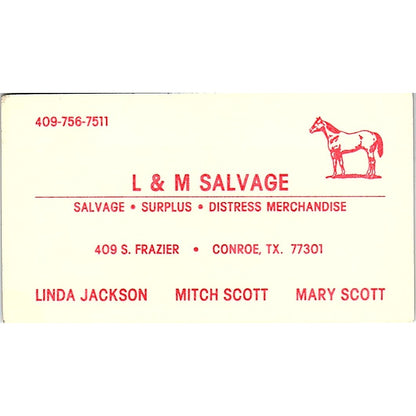 409-756-7511
L & M SALVAGE
SALVAGE • SURPLUS • DISTRESS MERCHANDISE
409 S. FRAZIER • CONROE, TX. 77301
LINDA JACKSON MITCH SCOTT MARY SCOTT